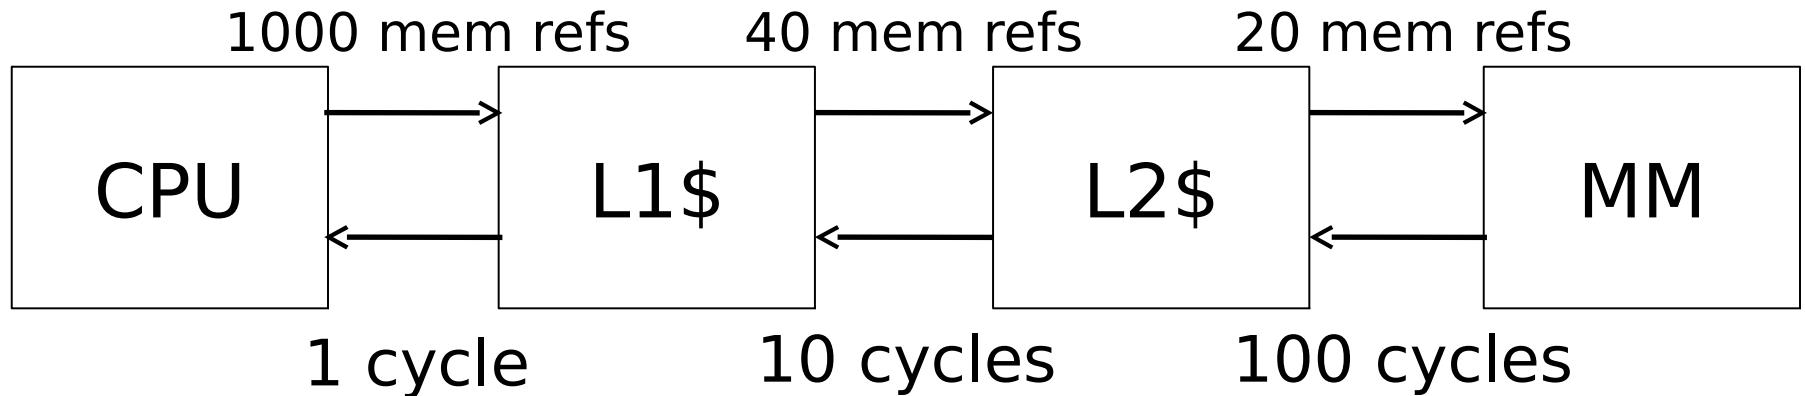 1000 mem refs
40 mem refs
20 mem refs
CPU
L1$
L2$
MM
1 cycle
10 cycles
100 cycles